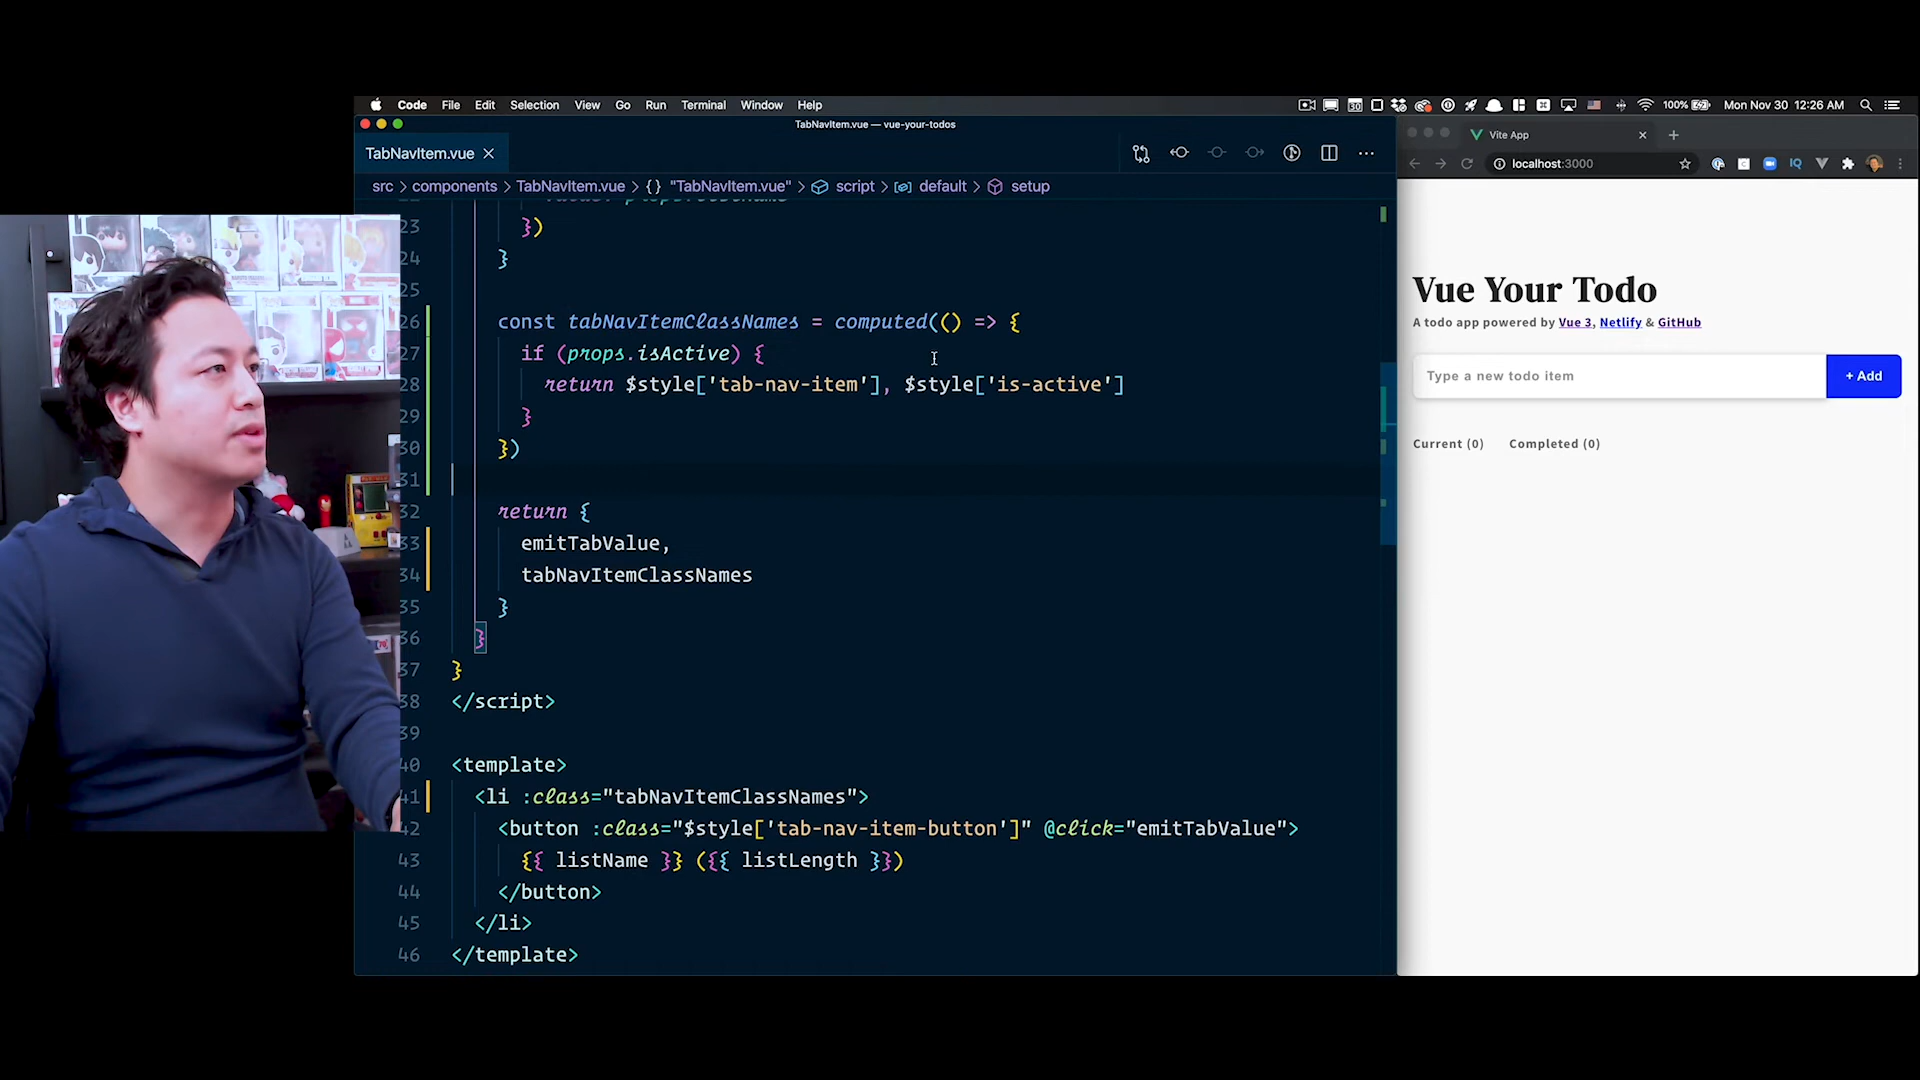 Code File Edit Selection View Go Run Terminal Window Help
100% Mon Nov 30 12:26 AM
TabNavItem.vue — vue-your-todos
TabNavItem.vue
src > components > TabNavItem.vue > {} "TabNavItem.vue" > script > default > setup
23 })
24 }
25
26 const tabNavItemClassNames = computed(() => {
27 if (props.isActive) {
28 return $style['tab-nav-item'], $style['is-active']
29 }
30 })
31
32 return {
33 emitTabValue,
34 tabNavItemClassNames
35 }
36 }
37 }
38 </script>
39
40 <template>
41 <li :class="tabNavItemClassNames">
42 <button :class="$style['tab-nav-item-button']" @click="emitTabValue">
43 {{ listName }} ({{ listLength }})
44 </button>
45 </li>
46 </template>
Vite App
localhost:3000
Vue Your Todo
A todo app powered by Vue 3, Netlify & GitHub
Type a new todo item
+ Add
Current (0) Completed (0)